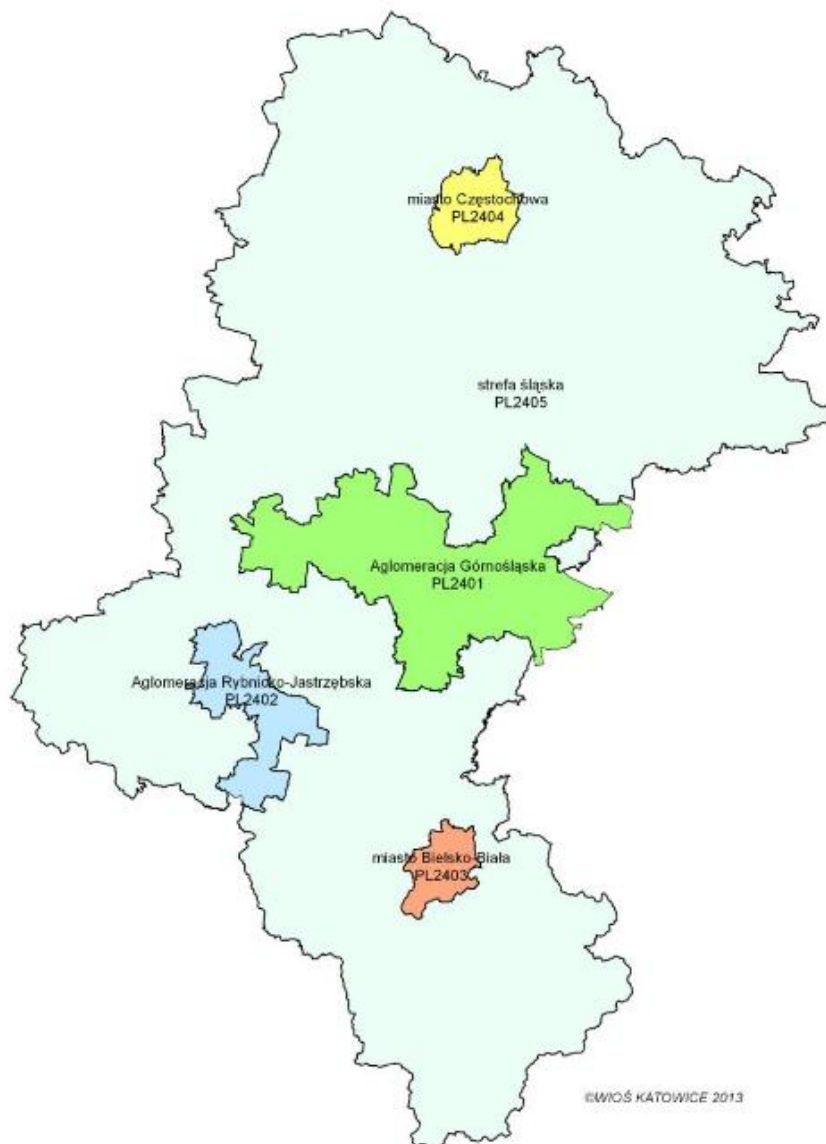 miasto Częstochowa
PL2404
strefa śląska
PL2405
Aglomeracja Górnośląska
PL2401
Aglomeracja Rybnicko-Jastrzębska
PL2402
miasto Bielsko-Biała
PL2403
©WIOŚ KATOWICE 2013